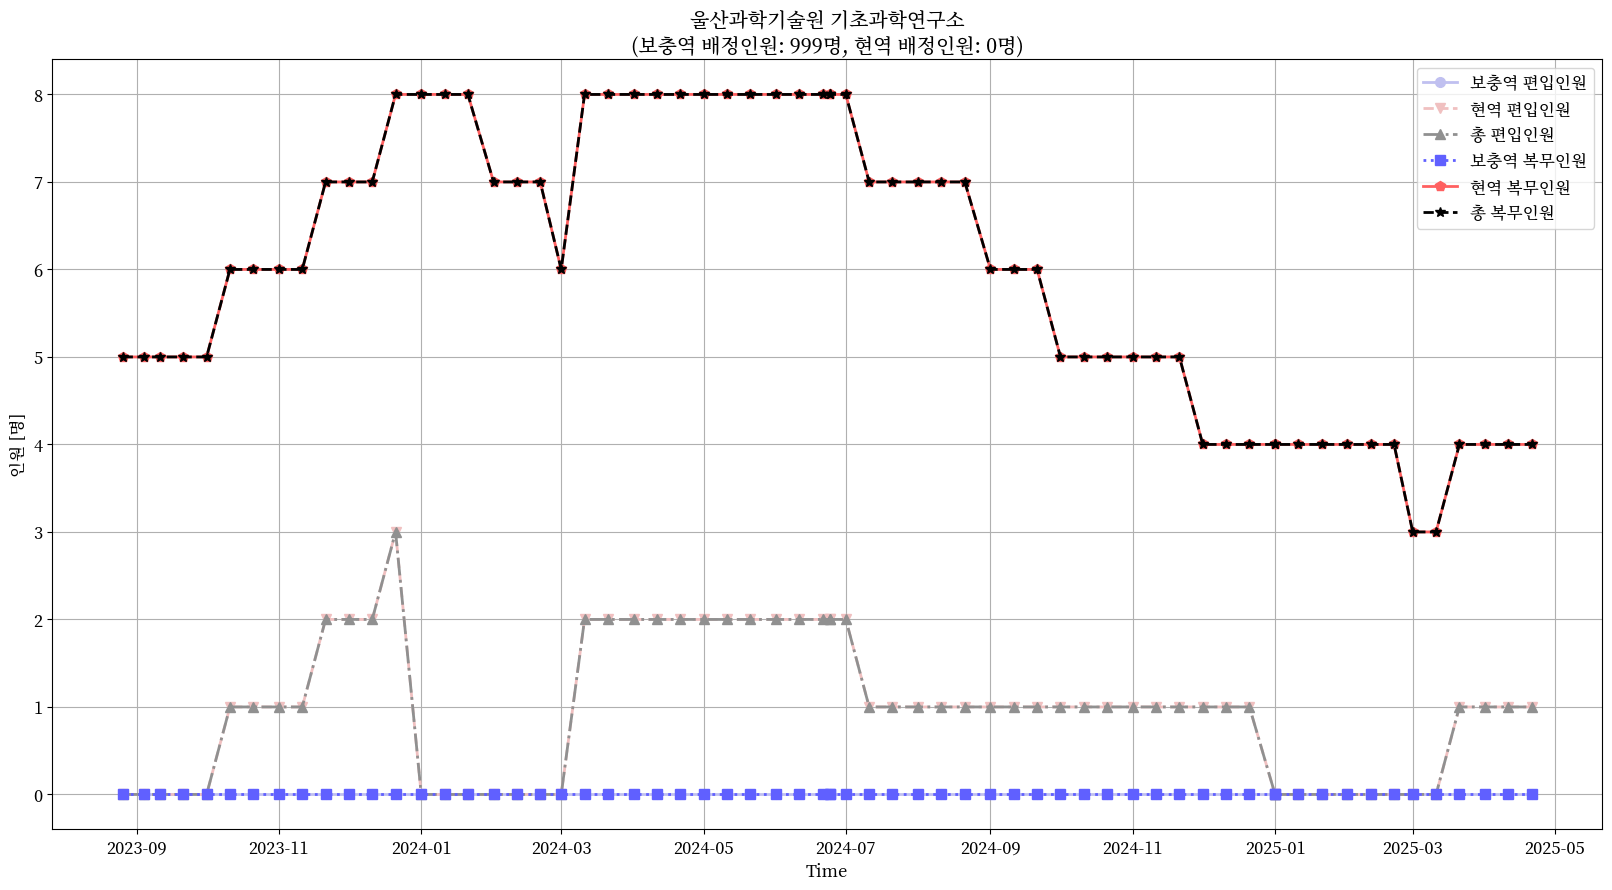 울산과학기술원 기초과학연구소
(보충역 배정인원: 999명, 현역 배정인원: 0명)
보충역 편입인원
현역 편입인원
총 편입인원
보충역 복무인원
현역 복무인원
총 복무인원
인원 [명]
8
7
6
5
4
3
2
1
0
2023-09 2023-11 2024-01 2024-03 2024-05 2024-07 2024-09 2024-11 2025-01 2025-03 2025-05
Time